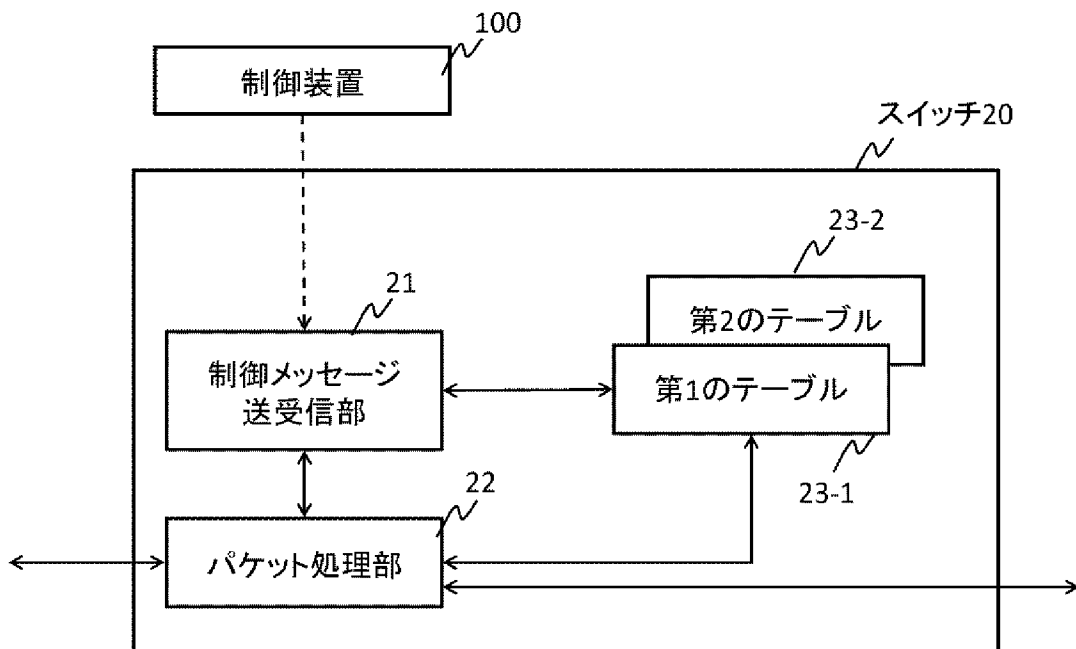 100
制御装置
スイッチ20
23-2
第2のテーブル
21
制御メッセージ
送受信部
第1のテーブル
23-1
22
パケット処理部